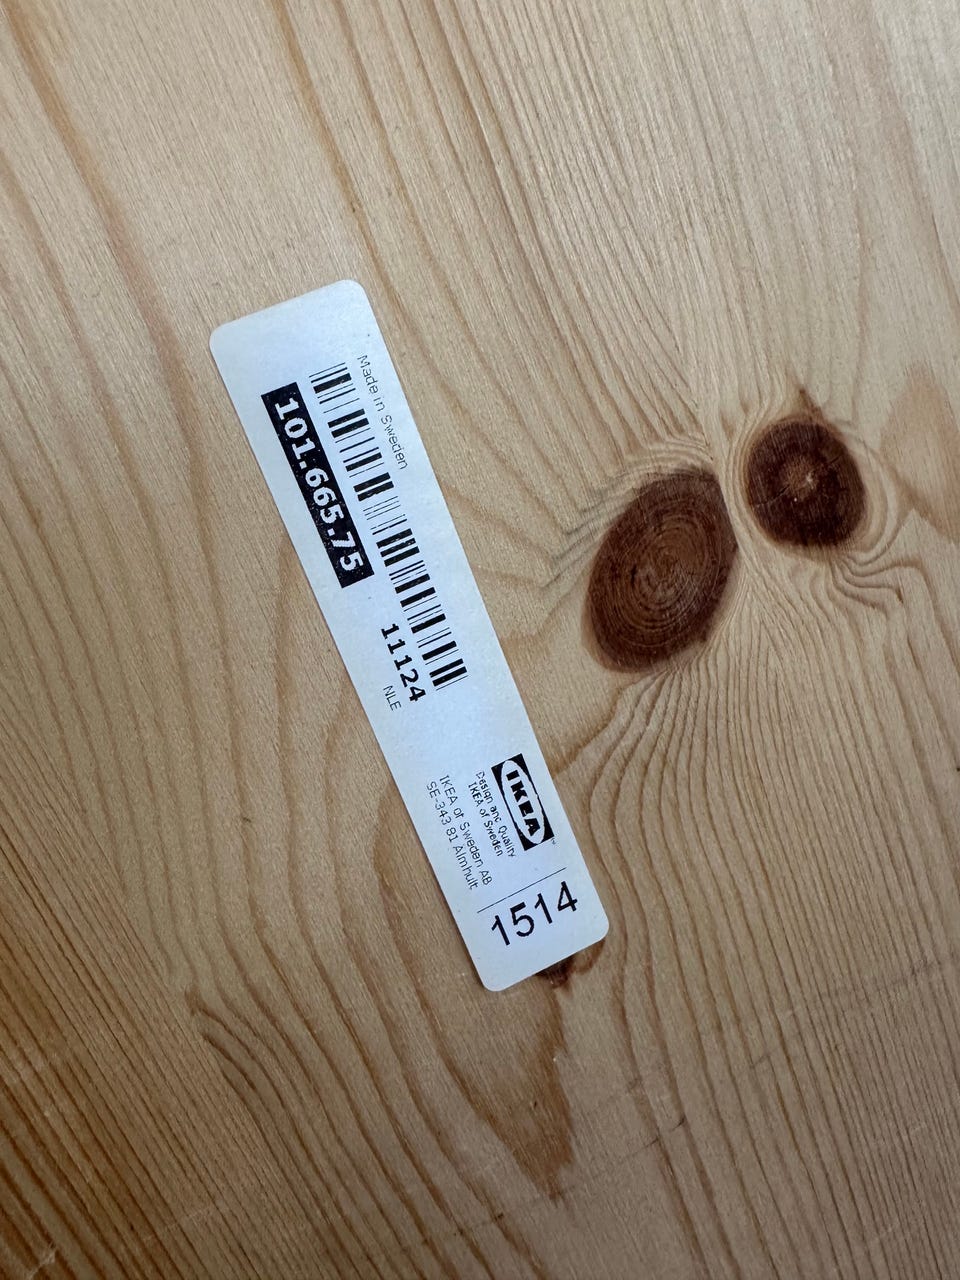 Made in Sweden
101.665.75
11124
NLE
IKEA
Design and Quality
IKEA of Sweden
IKEA of Sweden AB
SE-343 81 Älmhult
1514